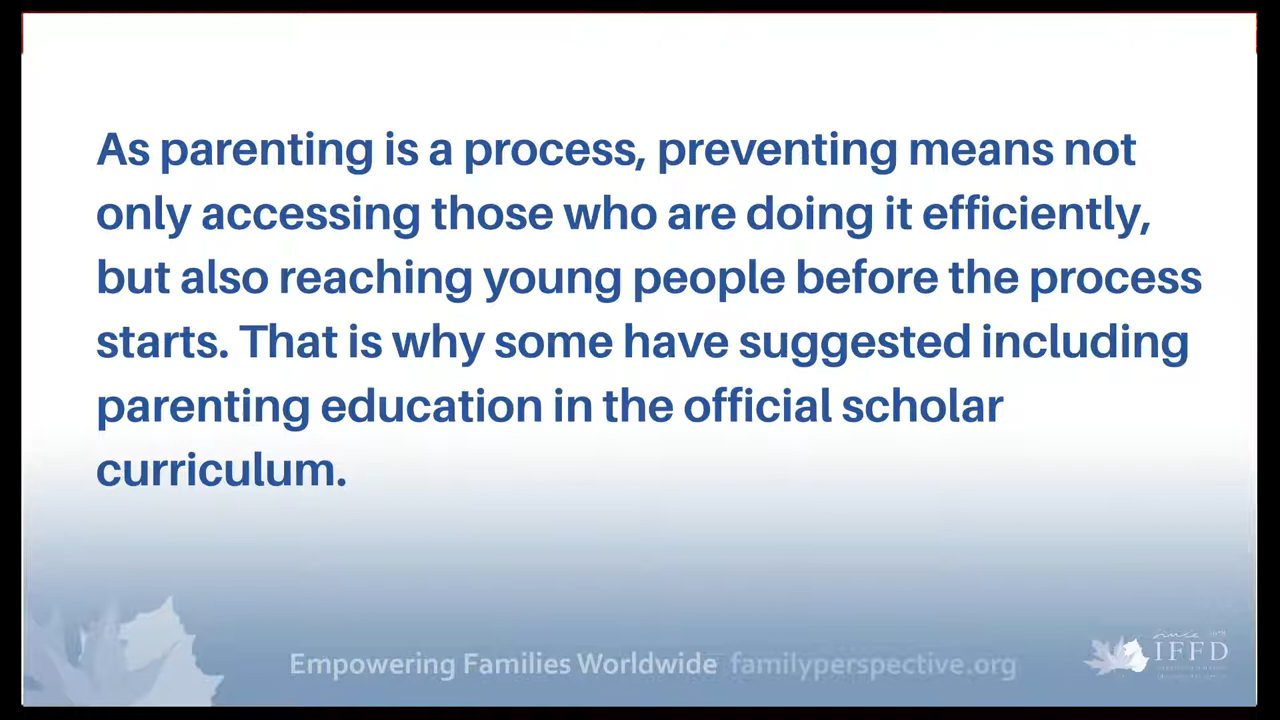 As parenting is a process, preventing means not
only accessing those who are doing it efficiently,
but also reaching young people before the process
starts. That is why some have suggested including
parenting education in the official scholar
curriculum.
Empowering Families Worldwide familyperspective.org
since
IFFD